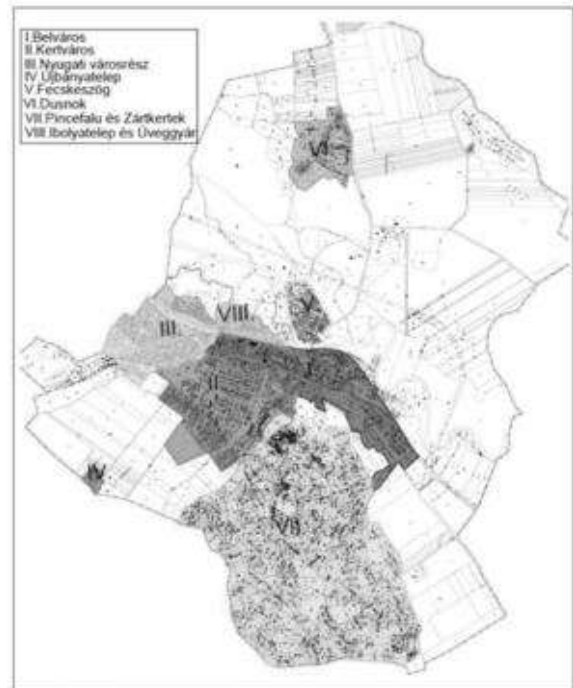 I.Belváros
II.Kertváros
III.Nyugati városrész
IV.Újbányatelep
V.Fecskeszög
VI.Dusnok
VII.Pincefalu és Zártkertek
VIII.Ibolyatelep és Üveggyár
VI
V
VIII.
III.
I
II
IV
VII